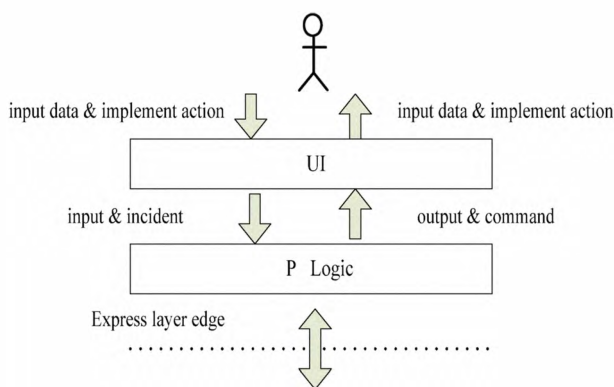 input data & implement action
input data & implement action
UI
input & incident
output & command
P Logic
Express layer edge